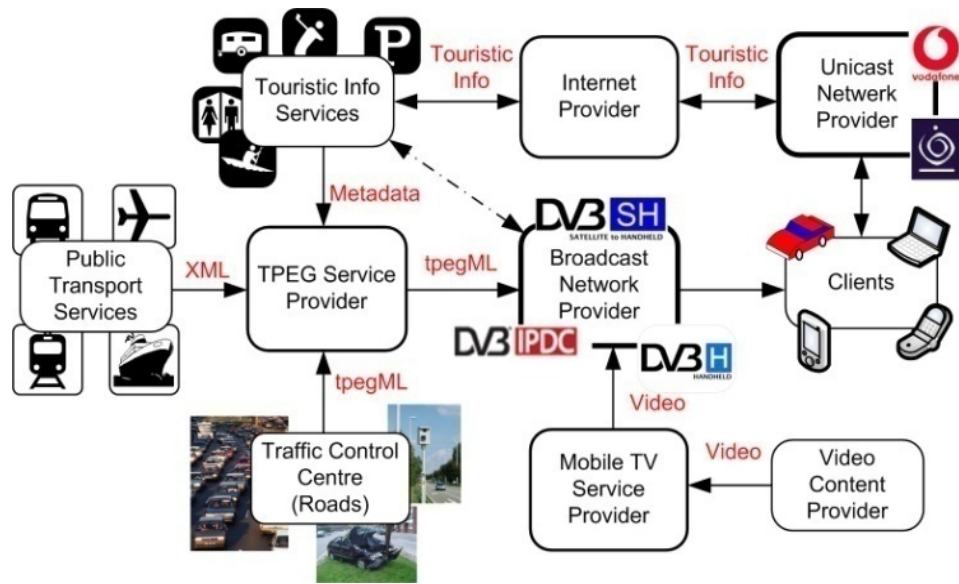 P
Touristic Info
Services
Touristic
Info
Internet
Provider
Touristic
Info
Unicast
Netwerk
Provider
vodafone
Metadata
DVB SH
SATELLITE to HANDHELD
Public
Transport
Services
XML
TPEG Service
Provider
tpegML
Broadcast
Network
Provider
Clients
DVB IPDC
DVB H
HANDHELD
tpegML
Video
Traffic Control
Centre
(Roads)
Mobile TV
Service
Provider
Video
Video
Content
Provider